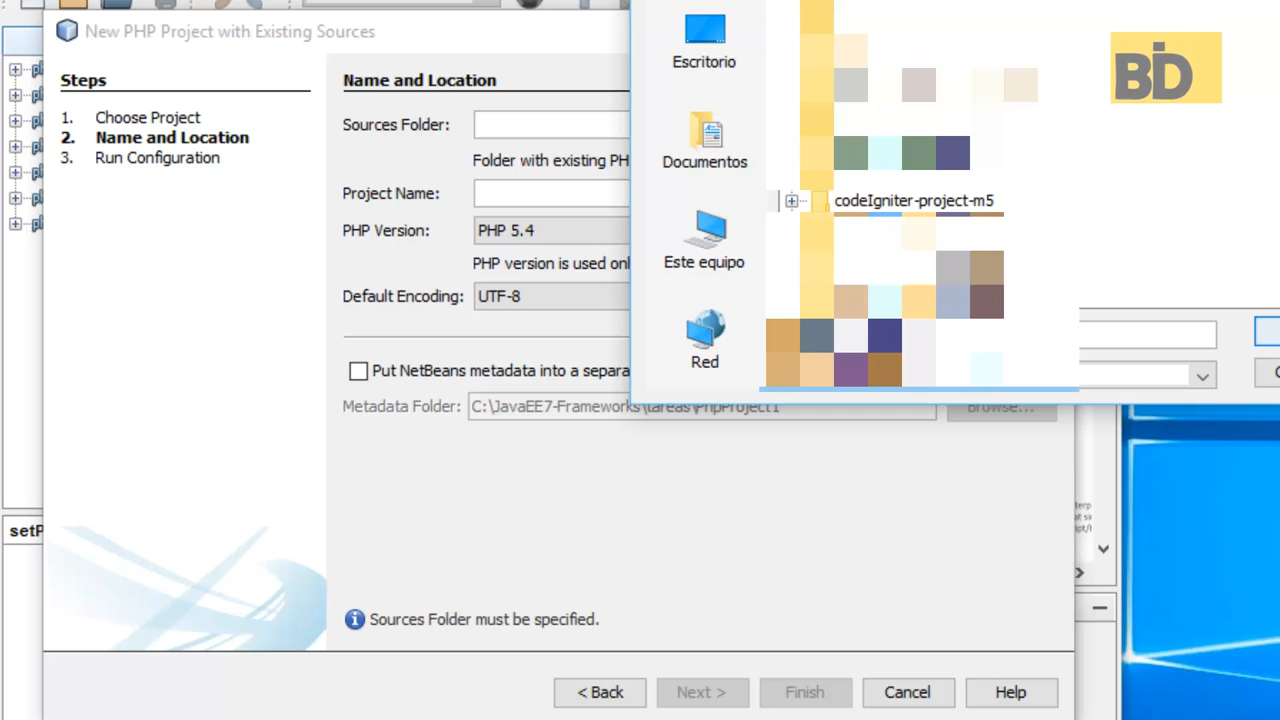 New PHP Project with Existing Sources
Steps
1. Choose Project
2. Name and Location
3. Run Configuration
Name and Location
Sources Folder:
Folder with existing PH
Project Name:
PHP Version:
PHP 5.4
PHP version is used onl
Default Encoding:
UTF-8
Put NetBeans metadata into a separa
Metadata Folder:
C:\JavaEE7-Frameworks\tareas\PhpProject1
Browse...
Sources Folder must be specified.
< Back
Next >
Finish
Cancel
Help
Escritorio
Documentos
Este equipo
Red
codeIgniter-project-m5
BID
setP